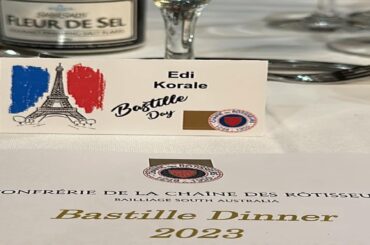 FLEUR DE SEL
Edi
Korale
Bastille
Day
CONFRÉRIE DE LA CHAÎNE DES RÔTISSEU
BAILLIAGE SOUTH AUSTRALIA
Bastille Dinner
2023